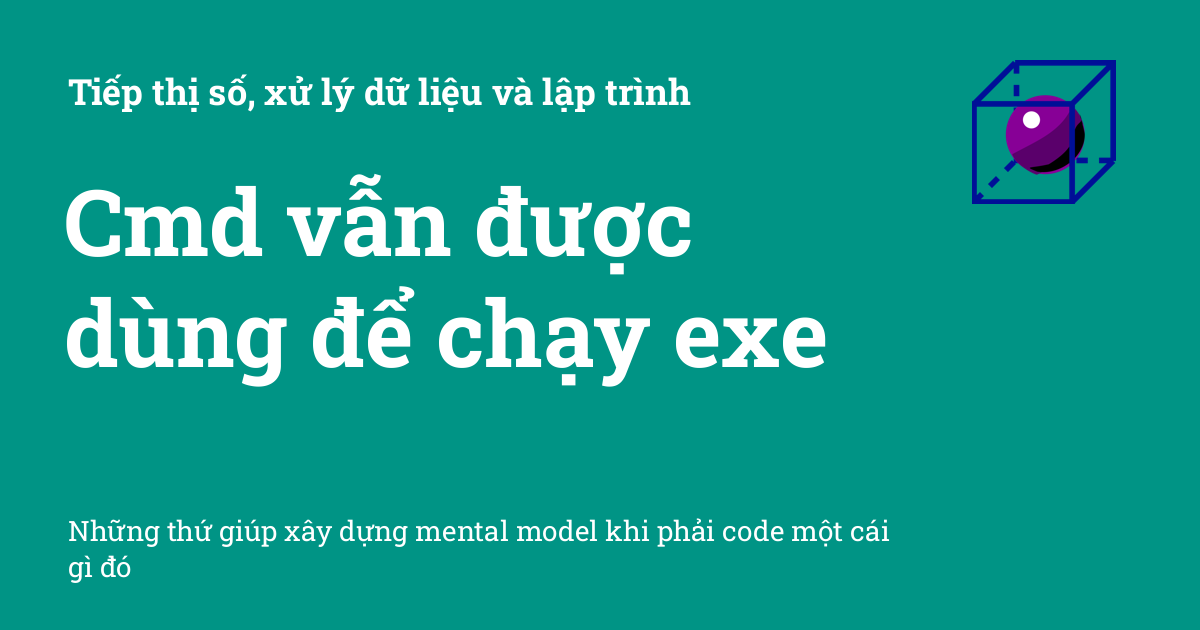 Tiếp thị số, xử lý dữ liệu và lập trình
Cmd vẫn được
dùng để chạy exe
Những thứ giúp xây dựng mental model khi phải code một cái
gì đó